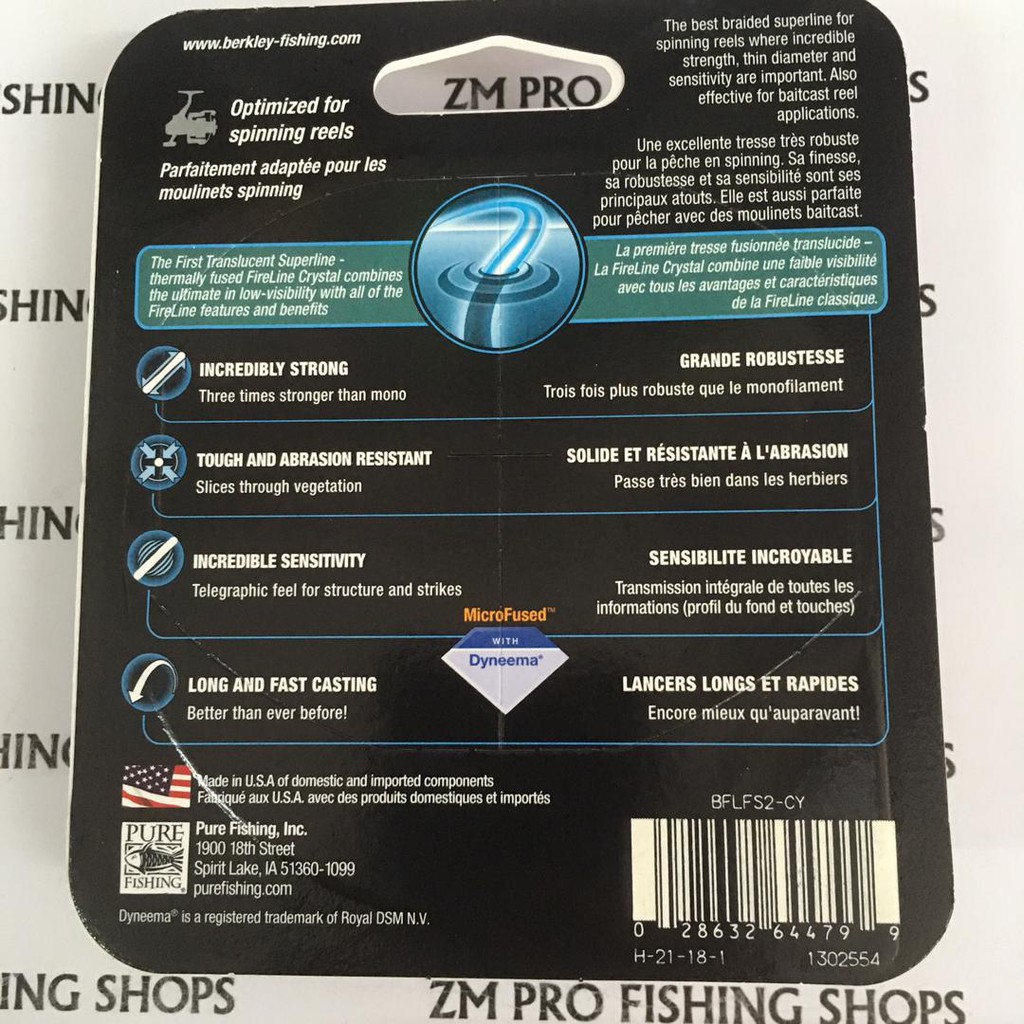 www.berkley-fishing.com
ZM PRO
Optimized for
spinning reels
Parfaitement adaptée pour les
moulinets spinning
The best braided superline for
spinning reels where incredible
strength, thin diameter and
sensitivity are important. Also
effective for baitcast reel
applications.
Une excellente tresse très robuste
pour la pêche en spinning. Sa finesse,
sa robustesse et sa sensibilité sont ses
principaux atouts. Elle est aussi parfaite
pour pêcher avec des moulinets baitcast.
The First Translucent Superline -
thermally fused FireLine Crystal combines
the ultimate in low-visibility with all of the
FireLine features and benefits
La première tresse fusionnée translucide –
La FireLine Crystal combine une faible visibilité
avec tous les avantages et caractéristiques
de la FireLine classique.
INCREDIBLY STRONG
Three times stronger than mono
GRANDE ROBUSTESSE
Trois fois plus robuste que le monofilament
TOUGH AND ABRASION RESISTANT
Slices through vegetation
SOLIDE ET RÉSISTANTE À L'ABRASION
Passe très bien dans les herbiers
INCREDIBLE SENSITIVITY
Telegraphic feel for structure and strikes
SENSIBILITE INCROYABLE
Transmission intégrale de toutes les
informations (profil du fond et touches)
MicroFused™
WITH
Dyneema®
LONG AND FAST CASTING
Better than ever before!
LANCERS LONGS ET RAPIDES
Encore mieux qu'auparavant!
Made in U.S.A of domestic and imported components
Fabriqué aux U.S.A. avec des produits domestiques et importés
PURE
FISHING®
Pure Fishing, Inc.
1900 18th Street
Spirit Lake, IA 51360-1099
purefishing.com
Dyneema® is a registered trademark of Royal DSM N.V.
BFLFS2-CY
0 28632 64479 9
H-21-18-1 1302554
ING SHOPS
ZM PRO FISHING SHOPS